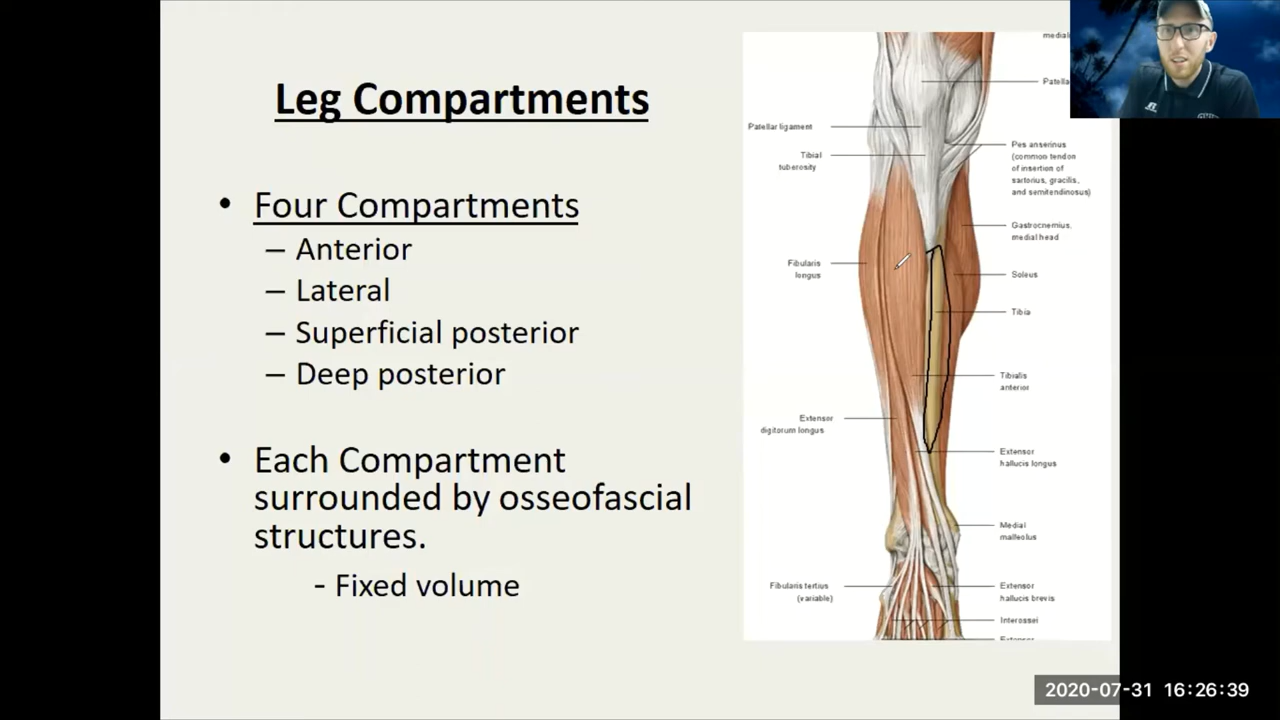 Leg Compartments
• Four Compartments
– Anterior
– Lateral
– Superficial posterior
– Deep posterior
• Each Compartment
surrounded by osseofascial
structures.
- Fixed volume
Patellar ligament
Tibial
tuberosity
Fibularis
longus
Extensor
digitorum longus
Fibularis tertius
(variable)
Patella
Pes anserinus
(common tendon
of insertion of
sartorius, gracilis,
and semitendinosus)
Gastrocnemius,
medial head
Soleus
Tibia
Tibialis
anterior
Extensor
hallucis longus
Medial
malleolus
Extensor
hallucis brevis
Interossei
2020-07-31 16:26:39